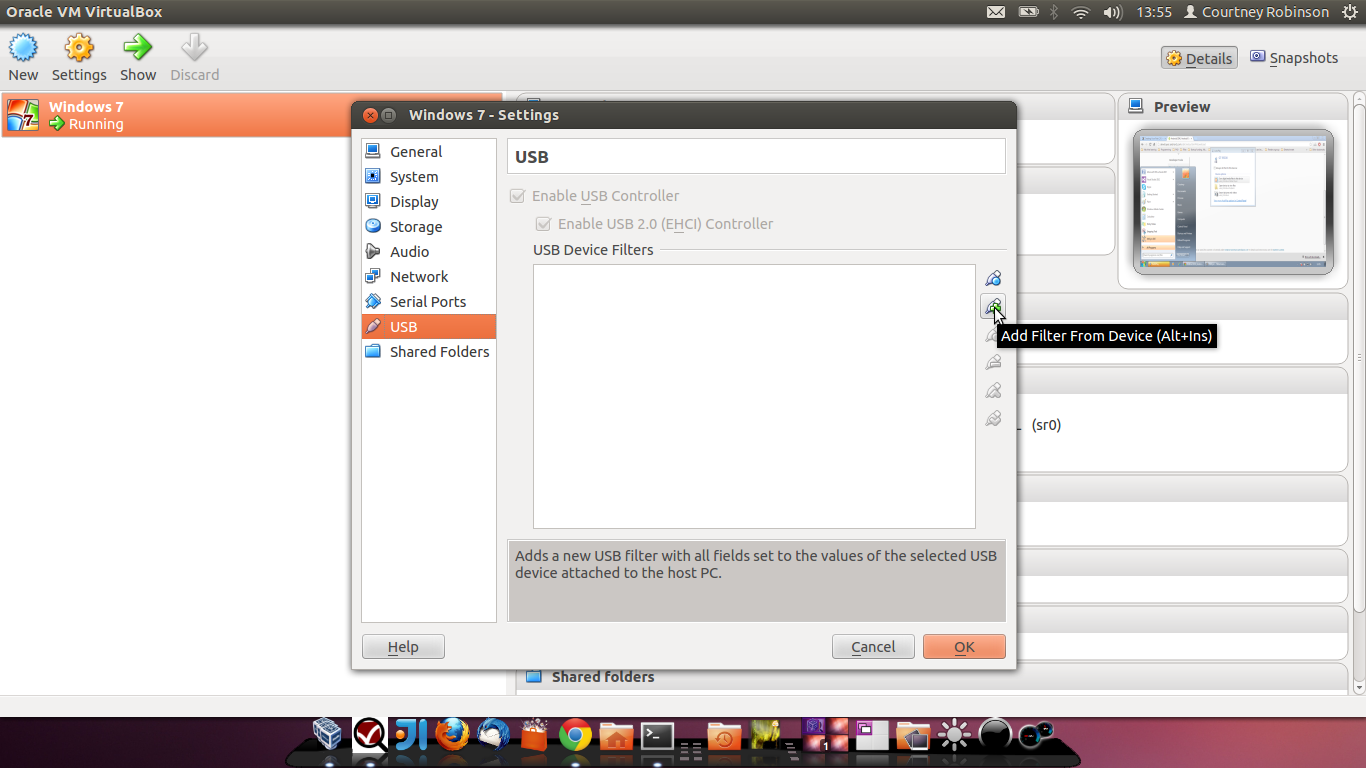 Oracle VM VirtualBox
13:55
Courtney Robinson
New
Settings
Show
Discard
Details
Snapshots
Windows 7
Running
Windows 7 - Settings
Preview
General
System
Display
Storage
Audio
Network
Serial Ports
USB
Shared Folders
USB
Enable USB Controller
Enable USB 2.0 (EHCI) Controller
USB Device Filters
Add Filter From Device (Alt+Ins)
(sr0)
Adds a new USB filter with all fields set to the values of the selected USB
device attached to the host PC.
Help
Cancel
OK
Shared folders